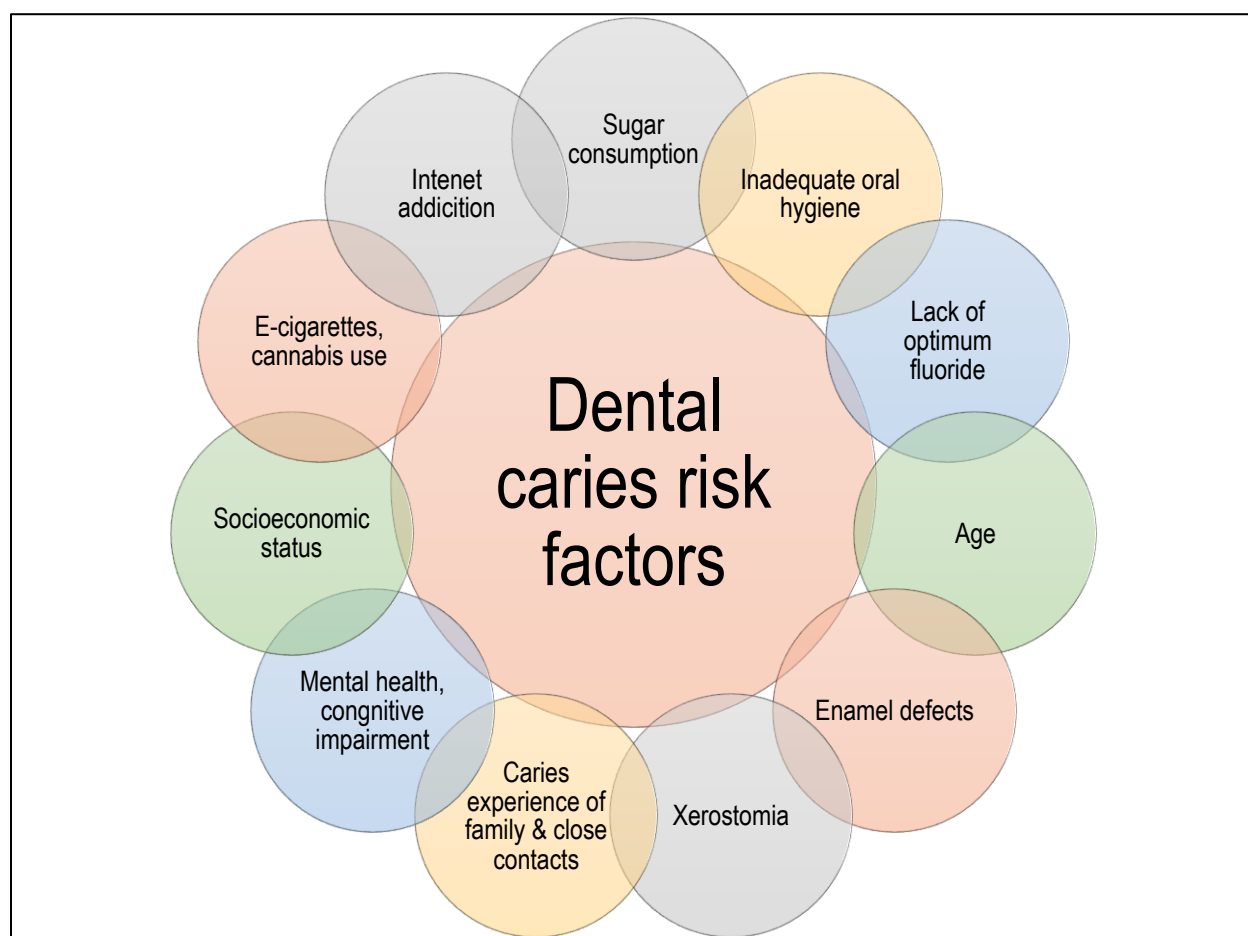 Sugar
consumption
Inadequate oral
hygiene
Lack of
optimum
fluoride
Age
Enamel defects
Xerostomia
Caries
experience of
family & close
contacts
Mental health,
congnitive
impairment
Socioeconomic
status
E-cigarettes,
cannabis use
Intenet
addicition
Dental
caries risk
factors